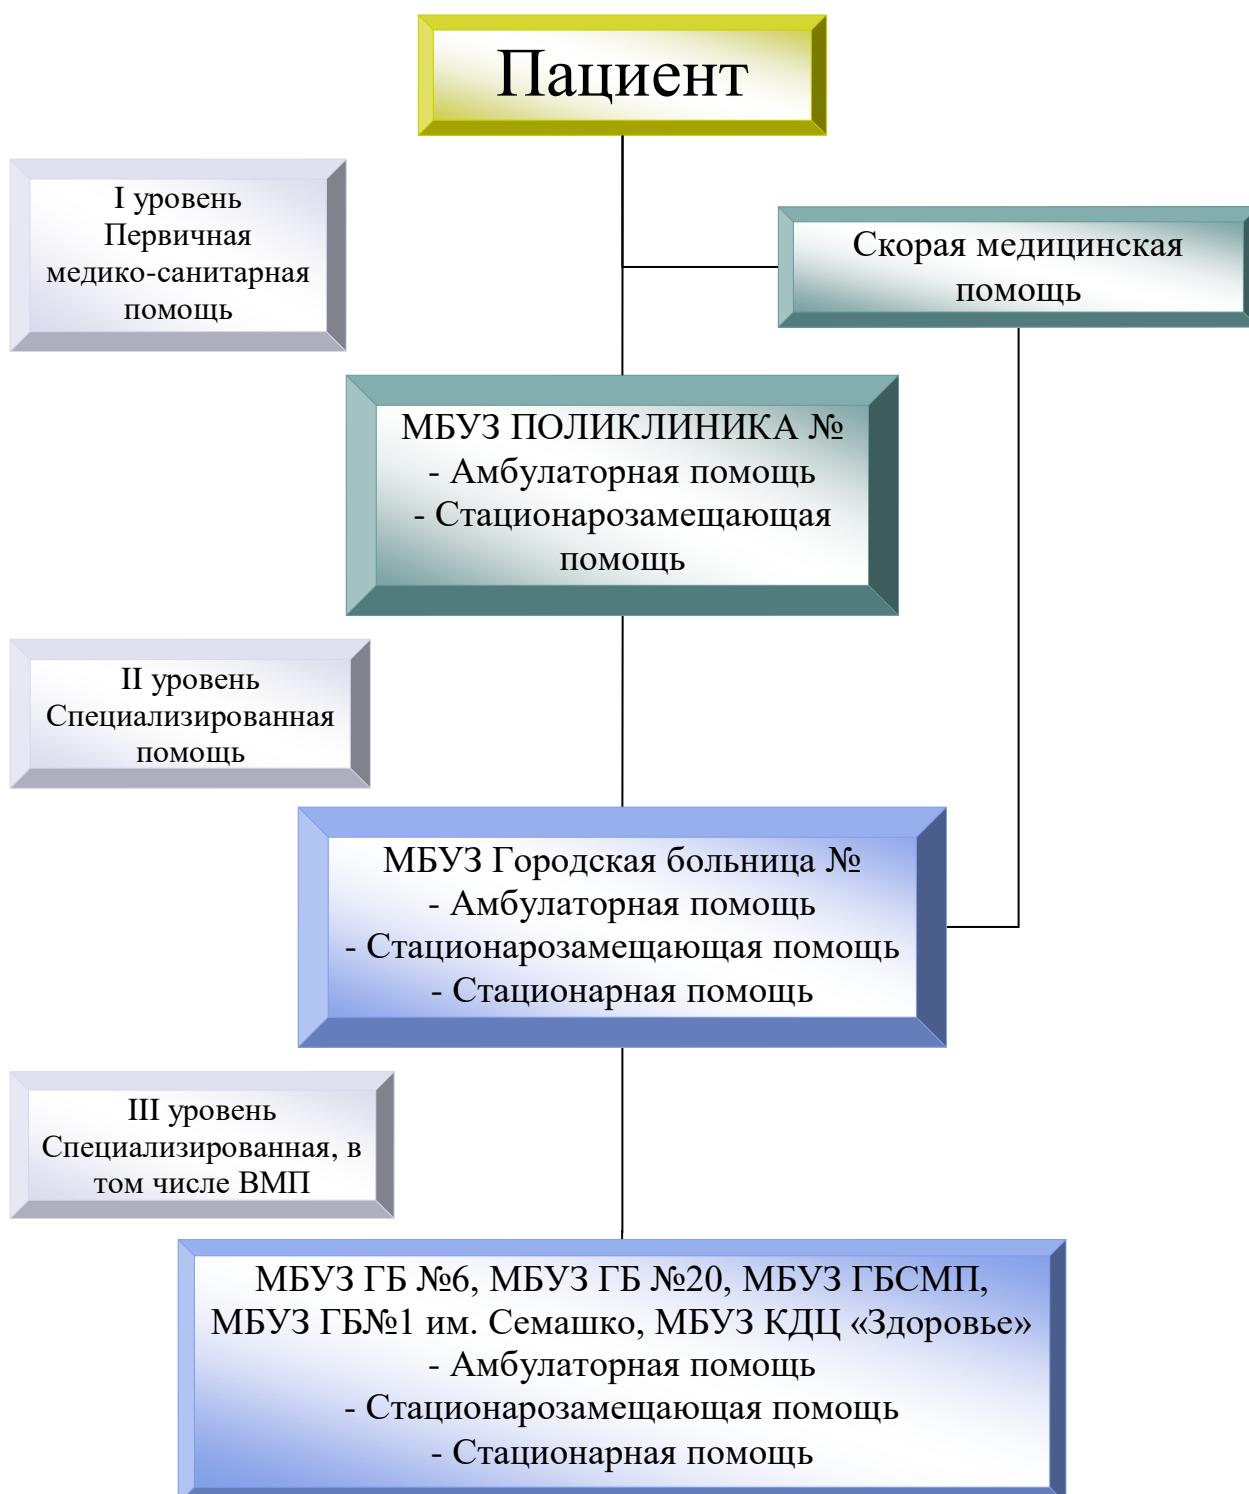 Пациент
I уровень
Первичная
медико-санитарная
помощь
Скорая медицинская
помощь
МБУЗ ПОЛИКЛИНИКА №
- Амбулаторная помощь
- Стационарозамещающая
помощь
II уровень
Специализированная
помощь
МБУЗ Городская больница №
- Амбулаторная помощь
- Стационарозамещающая помощь
- Стационарная помощь
III уровень
Специализированная, в
том числе ВМП
МБУЗ ГБ №6, МБУЗ ГБ №20, МБУЗ ГБСМП,
МБУЗ ГБ№1 им. Семашко, МБУЗ КДЦ «Здоровье»
- Амбулаторная помощь
- Стационарозамещающая помощь
- Стационарная помощь